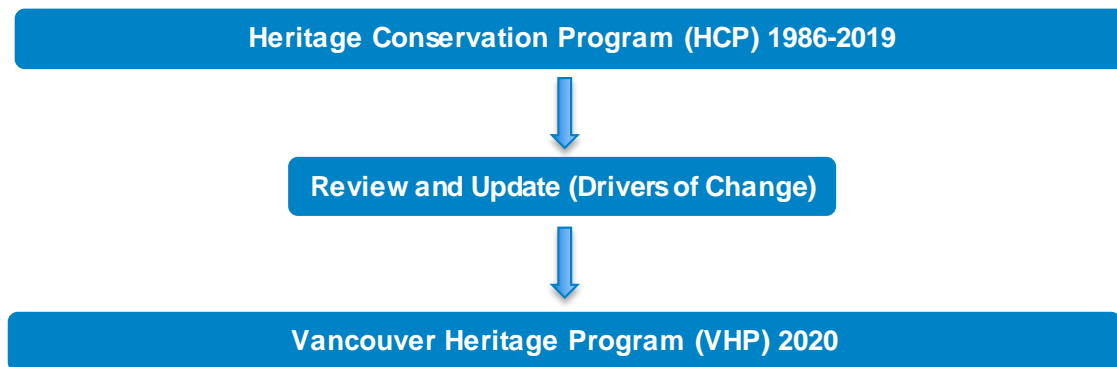 Heritage Conservation Program (HCP) 1986-2019
Review and Update (Drivers of Change)
Vancouver Heritage Program (VHP) 2020